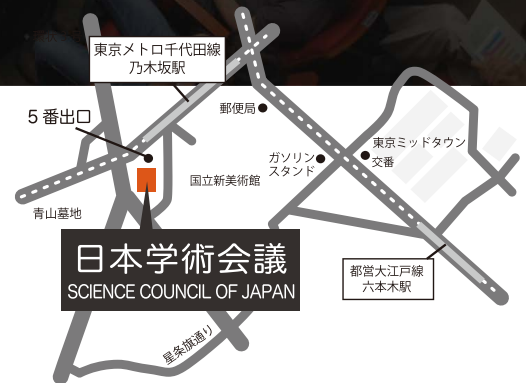 東京メトロ千代田線
乃木坂駅
5番出口
郵便局
ガソリン
スタンド
東京ミッドタウン
交番
国立新美術館
青山墓地
日本学術会議
SCIENCE COUNCIL OF JAPAN
都営大江戸線
六本木駅
星条旗通り